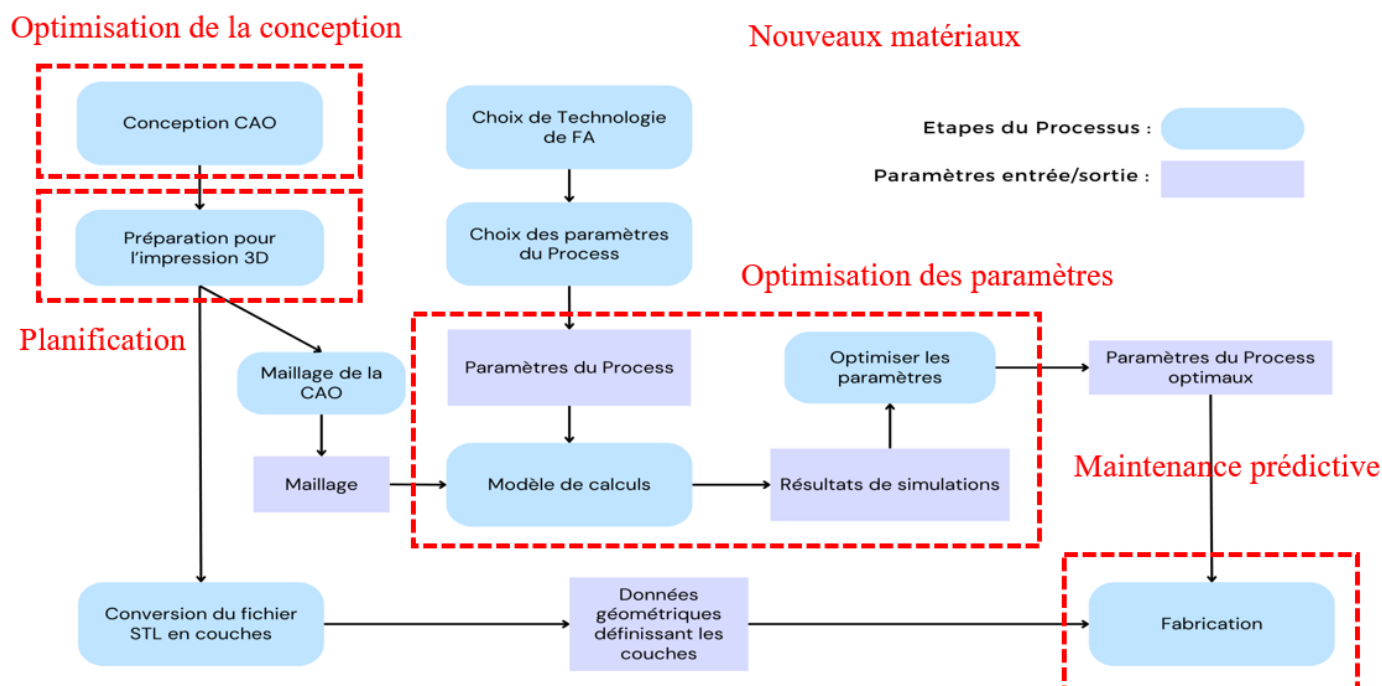 Optimisation de la conception
Nouveaux matériaux
Conception CAO
Choix de Technologie
de FA
Etapes du Processus :
Paramètres entrée/sortie :
Préparation pour
l'impression 3D
Choix des paramètres
du Process
Optimisation des paramètres
Planification
Maillage de la
CAO
Paramètres du Process
Optimiser les
paramètres
Paramètres du Process
optimaux
Maintenance prédictive
Maillage
Modèle de calculs
Résultats de simulations
Conversion du fichier
STL en couches
Données
géométriques
définissant les
couches
Fabrication